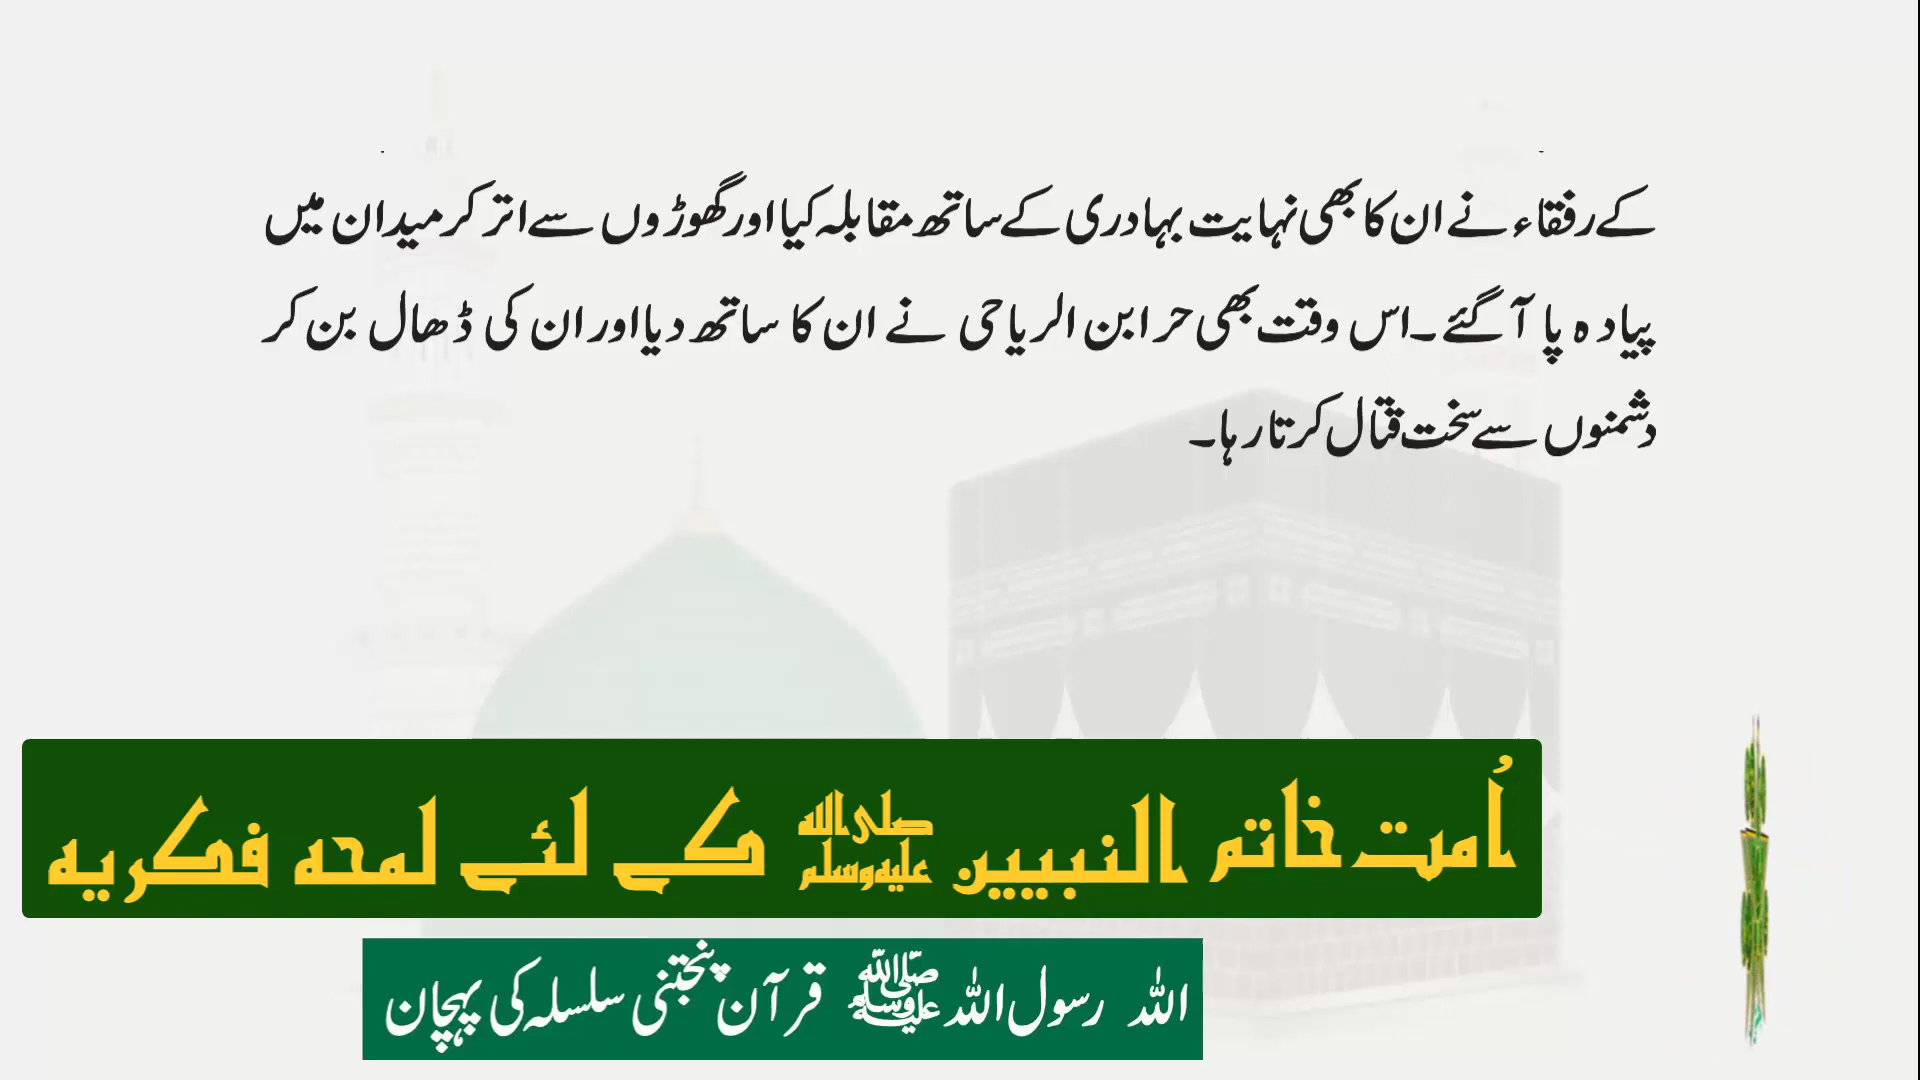 کے رفقاء نے ان کا بھی نہایت بہادری کے ساتھ مقابلہ کیا اور گھوڑوں سے اتر کر میدان میں
پیادہ پا آگئے۔ اس وقت بھی حر ابن الریاحی نے ان کا ساتھ دیا اور ان کی ڈھال بن کر
دشمنوں سے سخت قتال کرتا رہا۔
اُمت خاتم النبیین ﷺ کے لئے لمحہ فکریہ
اللہ رسول اللہ ﷺ قرآن پنجتنی سلسلہ کی پہچان